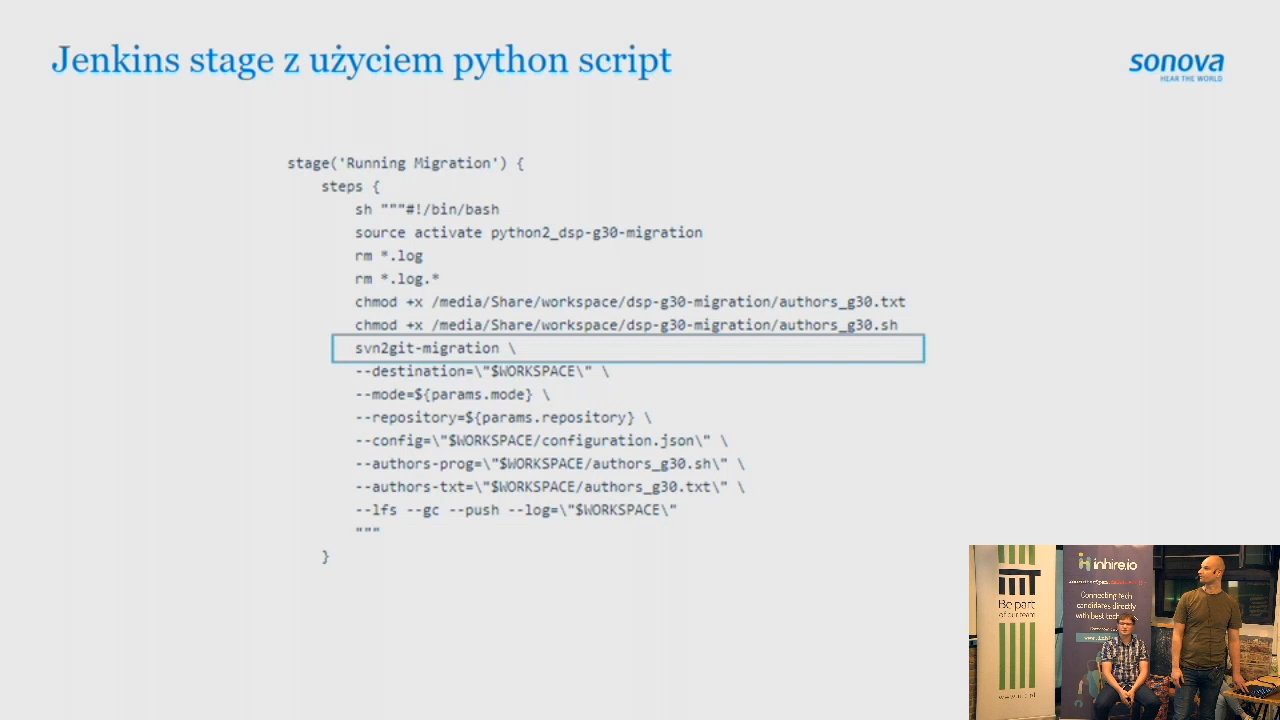 Jenkins stage z użyciem python script
sonova
HEAR THE WORLD
stage('Running Migration') {
steps {
sh """#!/bin/bash
source activate python2_dsp-g30-migration
rm *.log
rm *.log.*
chmod +x /media/Share/workspace/dsp-g30-migration/authors_g30.txt
chmod +x /media/Share/workspace/dsp-g30-migration/authors_g30.sh
svn2git-migration \
--destination=\"$WORKSPACE\" \
--mode=${params.mode} \
--repository=${params.repository} \
--config=\"$WORKSPACE/configuration.json\" \
--authors-prog=\"$WORKSPACE/authors_g30.sh\" \
--authors-txt=\"$WORKSPACE/authors_g30.txt\" \
--lfs --gc --push --log=\"$WORKSPACE\"
"""
}
Be part
of our team
inhire.io
Connecting tech
candidates directly
with best tech